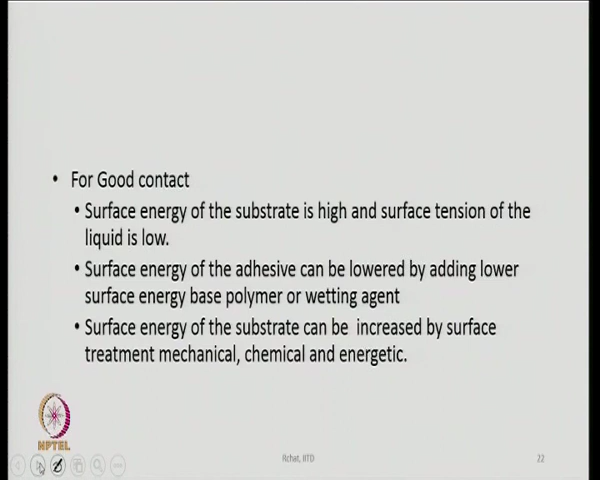 • For Good contact
• Surface energy of the substrate is high and surface tension of the
liquid is low.
• Surface energy of the adhesive can be lowered by adding lower
surface energy base polymer or wetting agent
• Surface energy of the substrate can be increased by surface
treatment mechanical, chemical and energetic.
NPTEL
Rchat, IITD
22